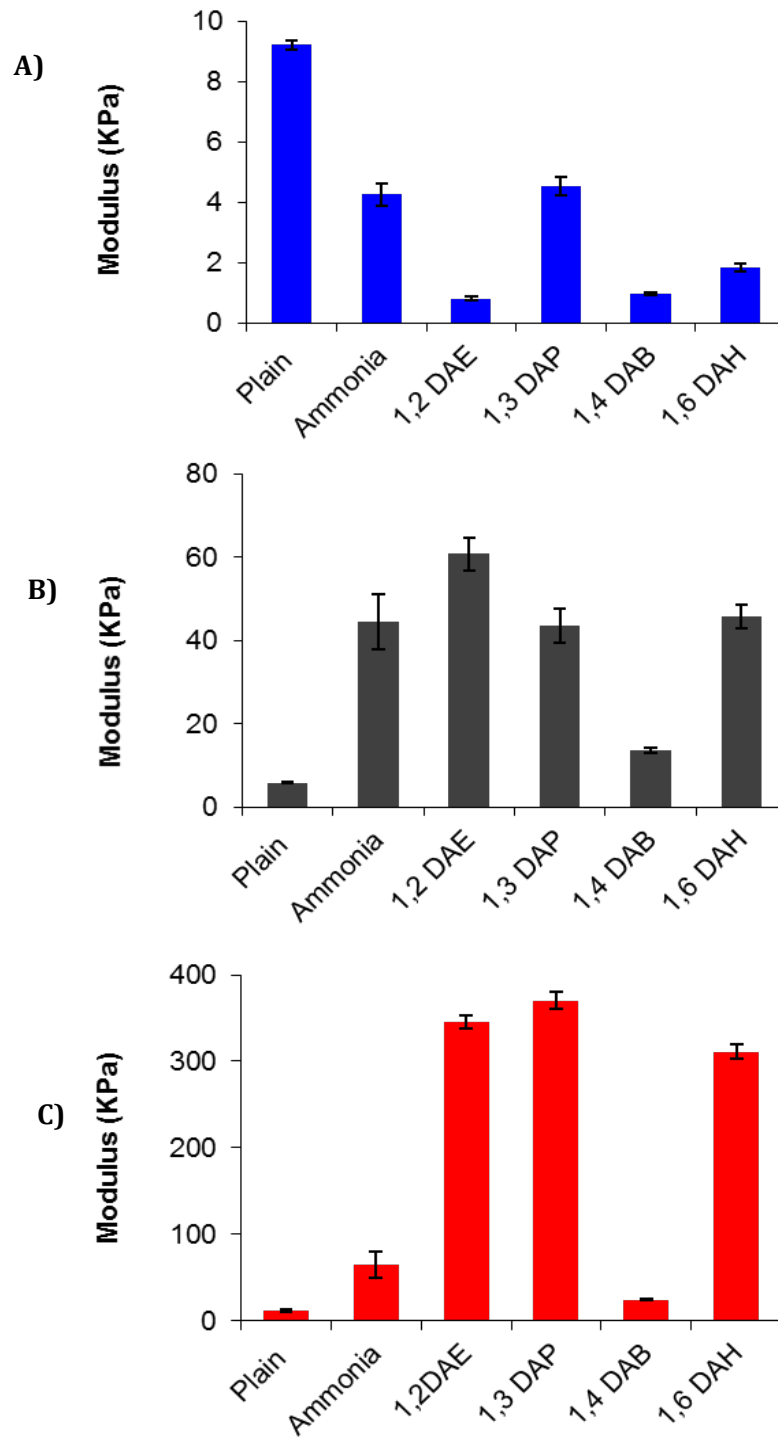 A)
Modulus (KPa)
10
8
6
4
2
0
Plain
Ammonia
1,2 DAE
1,3 DAP
1,4 DAB
1,6 DAH
B)
Modulus (KPa)
80
60
40
20
0
Plain
Ammonia
1,2 DAE
1,3 DAP
1,4 DAB
1,6 DAH
C)
Modulus (KPa)
400
300
200
100
0
Plain
Ammonia
1,2DAE
1,3 DAP
1,4 DAB
1,6 DAH